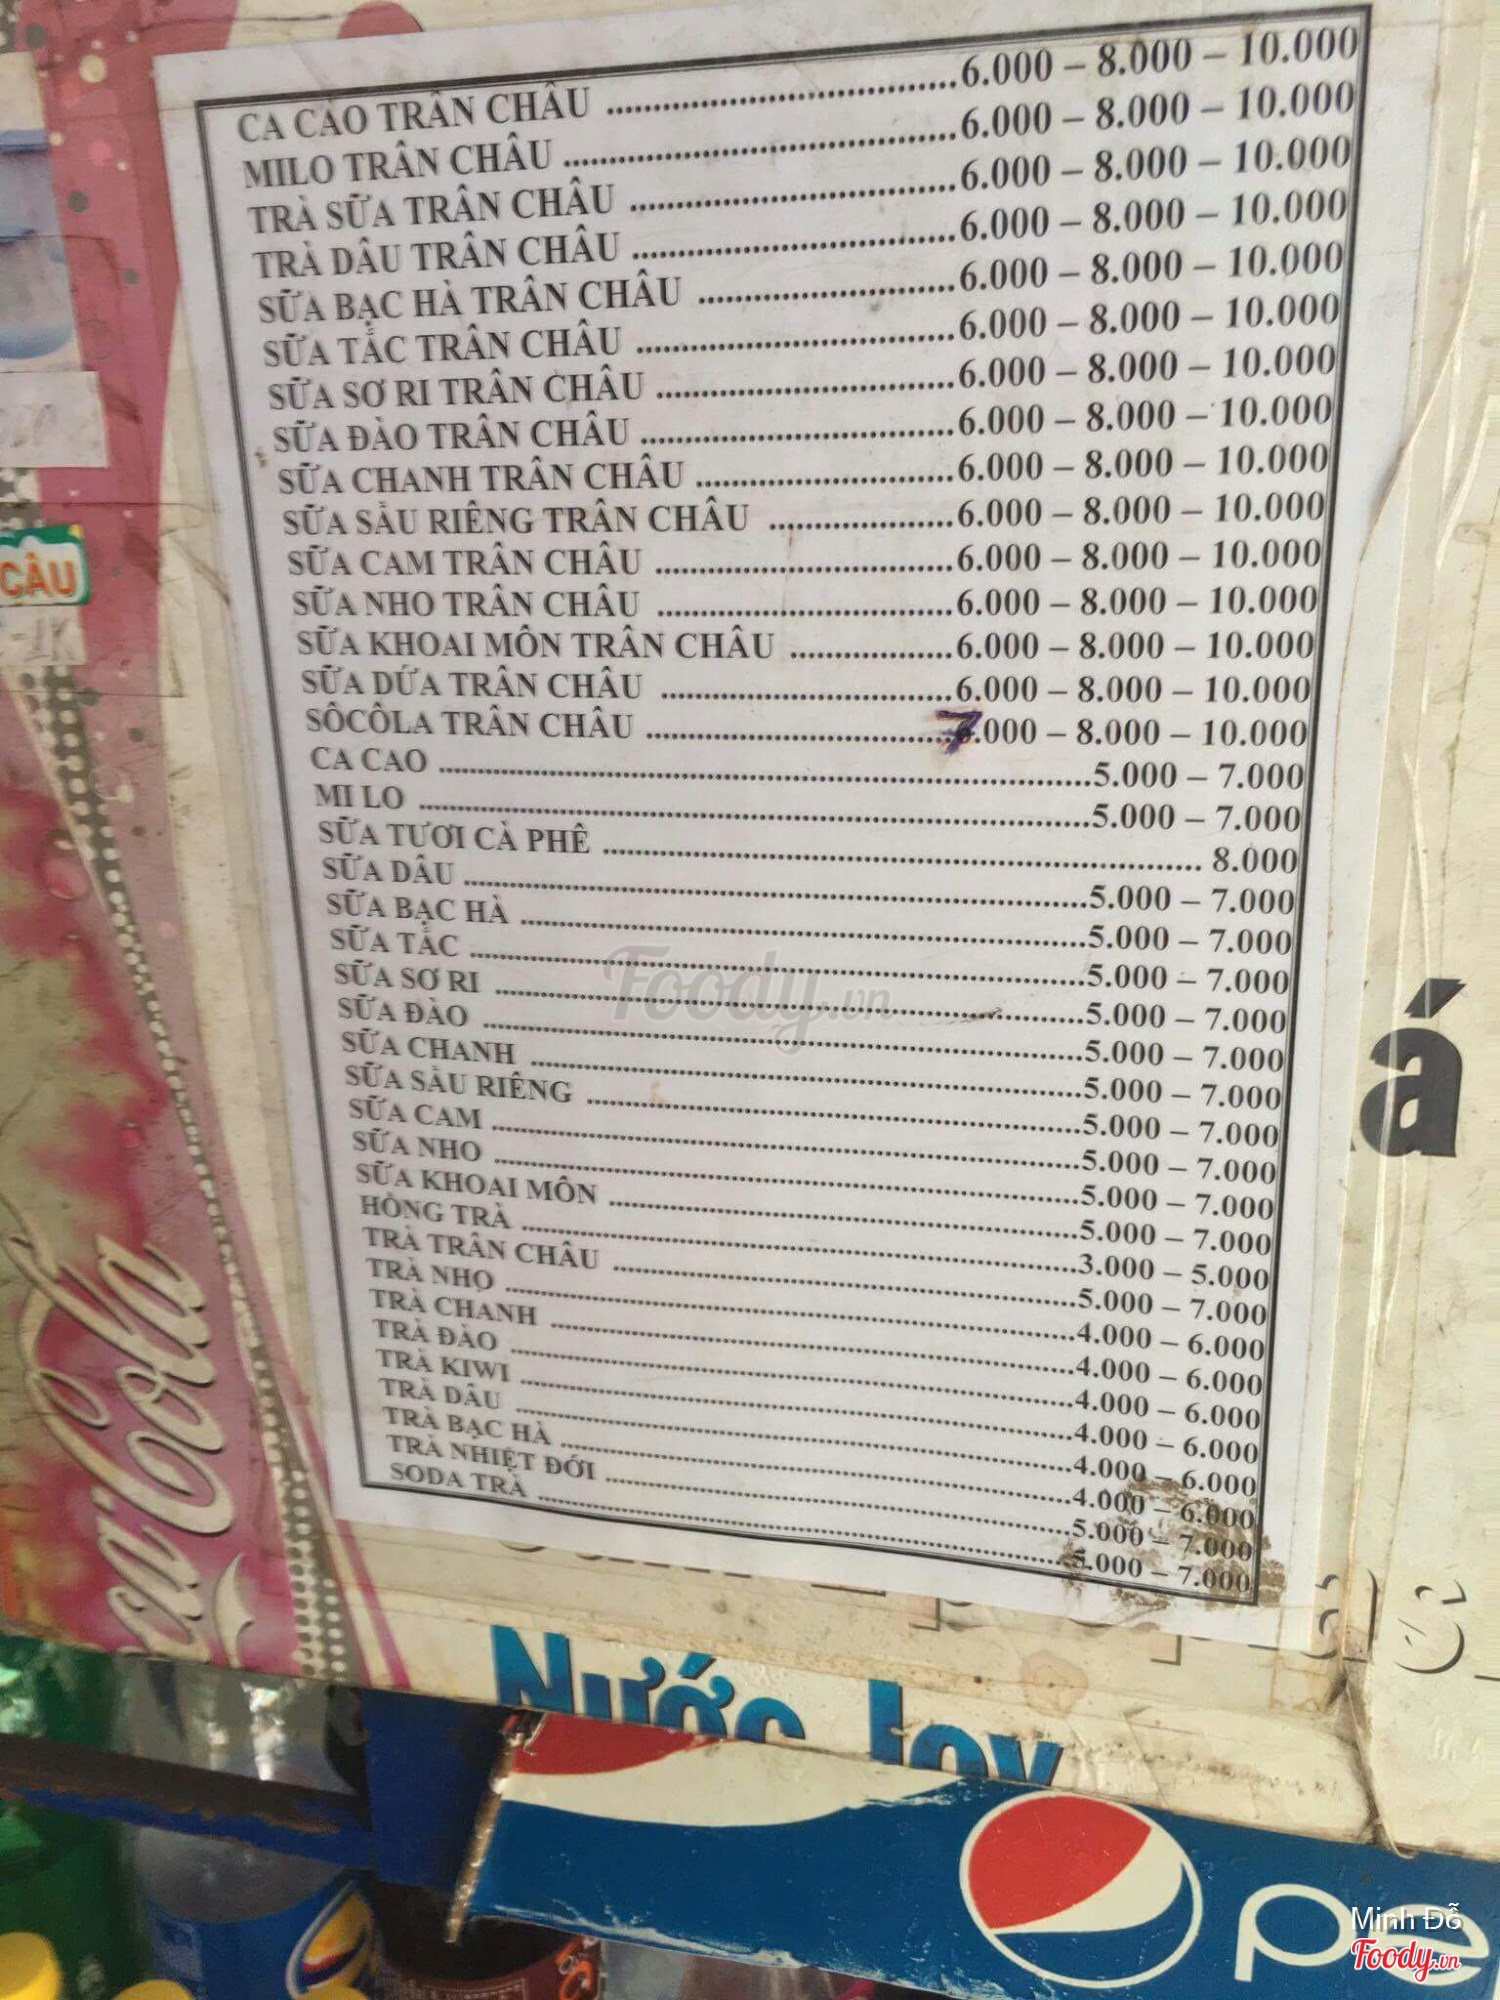 CA CAO TRÂN CHÂU ....................6.000 – 8.000 – 10.000
MILO TRÂN CHÂU ....................6.000 – 8.000 – 10.000
TRÀ SỮA TRÂN CHÂU ....................6.000 – 8.000 – 10.000
TRÀ DÂU TRÂN CHÂU ....................6.000 – 8.000 – 10.000
SỮA BẠC HÀ TRÂN CHÂU ....................6.000 – 8.000 – 10.000
SỮA TẮC TRÂN CHÂU ....................6.000 – 8.000 – 10.000
SỮA SƠ RI TRÂN CHÂU ....................6.000 – 8.000 – 10.000
SỮA ĐÀO TRÂN CHÂU ....................6.000 – 8.000 – 10.000
SỮA CHANH TRÂN CHÂU ....................6.000 – 8.000 – 10.000
SỮA SẦU RIÊNG TRÂN CHÂU ....................6.000 – 8.000 – 10.000
SỮA CAM TRÂN CHÂU ....................6.000 – 8.000 – 10.000
SỮA NHO TRÂN CHÂU ....................6.000 – 8.000 – 10.000
SỮA KHOAI MÔN TRÂN CHÂU ....................6.000 – 8.000 – 10.000
SỮA DỨA TRÂN CHÂU ....................6.000 – 8.000 – 10.000
SÔCÔLA TRÂN CHÂU ....................7.000 – 8.000 – 10.000
CA CAO ....................5.000 – 7.000
MI LO ....................5.000 – 7.000
SỮA TƯƠI CÀ PHÊ .................... 8.000
SỮA DÂU ....................5.000 – 7.000
SỮA BẠC HÀ ....................5.000 – 7.000
SỮA TẮC ....................5.000 – 7.000
SỮA SƠ RI ....................5.000 – 7.000
SỮA ĐÀO ....................5.000 – 7.000
SỮA CHANH ....................5.000 – 7.000
SỮA SẦU RIÊNG ....................5.000 – 7.000
SỮA CAM ....................5.000 – 7.000
SỮA NHO ....................5.000 – 7.000
SỮA KHOAI MÔN ....................5.000 – 7.000
HỒNG TRÀ ....................3.000 – 5.000
TRÀ TRÂN CHÂU ....................5.000 – 7.000
TRÀ NHO ....................4.000 – 6.000
TRÀ CHANH ....................4.000 – 6.000
TRÀ ĐÀO ....................4.000 – 6.000
TRÀ KIWI ....................4.000 – 6.000
TRÀ DÂU ....................4.000 – 6.000
TRÀ BẠC HÀ ....................4.000 – 6.000
TRÀ NHIỆT ĐỚI ....................5.000 – 7.000
SODA TRÀ ....................5.000 – 7.000
CÂU
-1K
Foody.vn
á
Nước Joy
pe
Minh Đỗ
Foody.vn